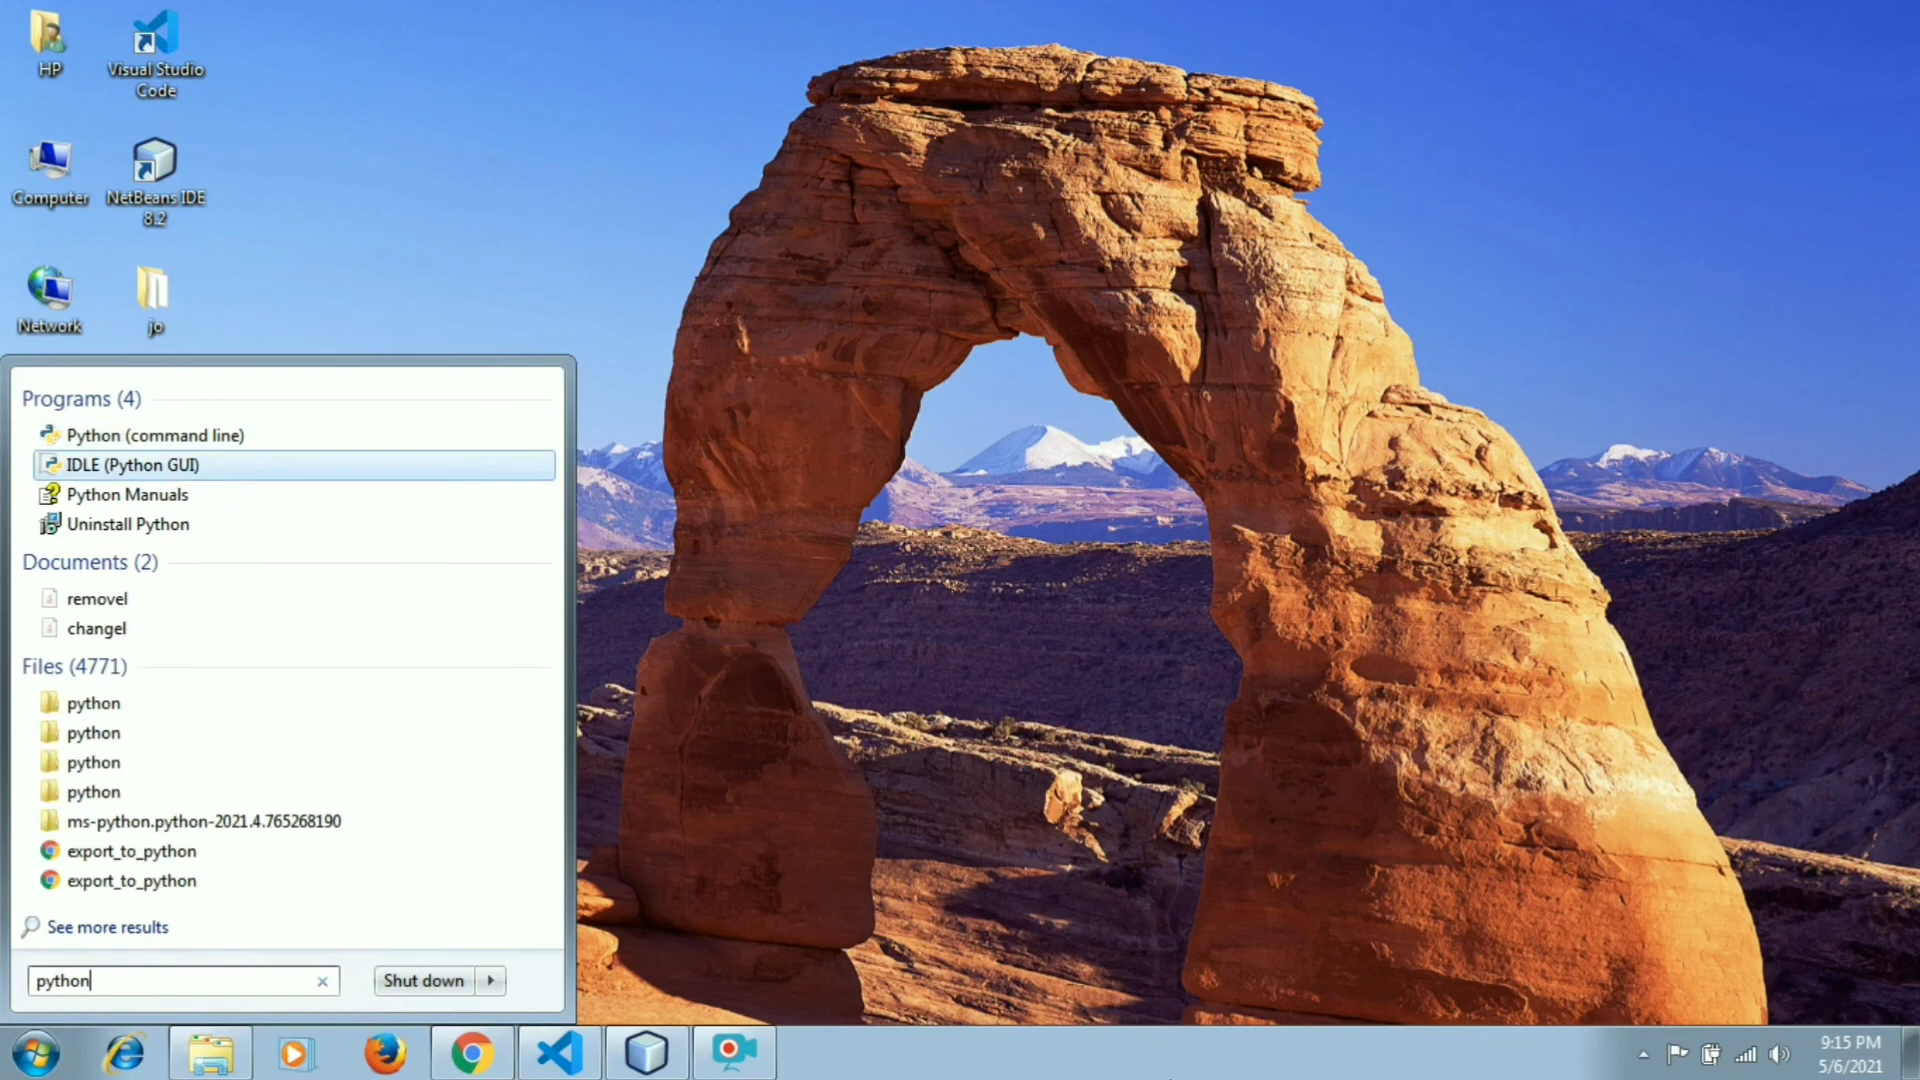 HP
Visual Studio
Code
Computer
NetBeans IDE
8.2
Network
jo
Programs (4)
Python (command line)
IDLE (Python GUI)
Python Manuals
Uninstall Python
Documents (2)
removel
changel
Files (4771)
python
python
python
python
ms-python.python-2021.4.765268190
export_to_python
export_to_python
See more results
python
Shut down
9:15 PM
5/6/2021